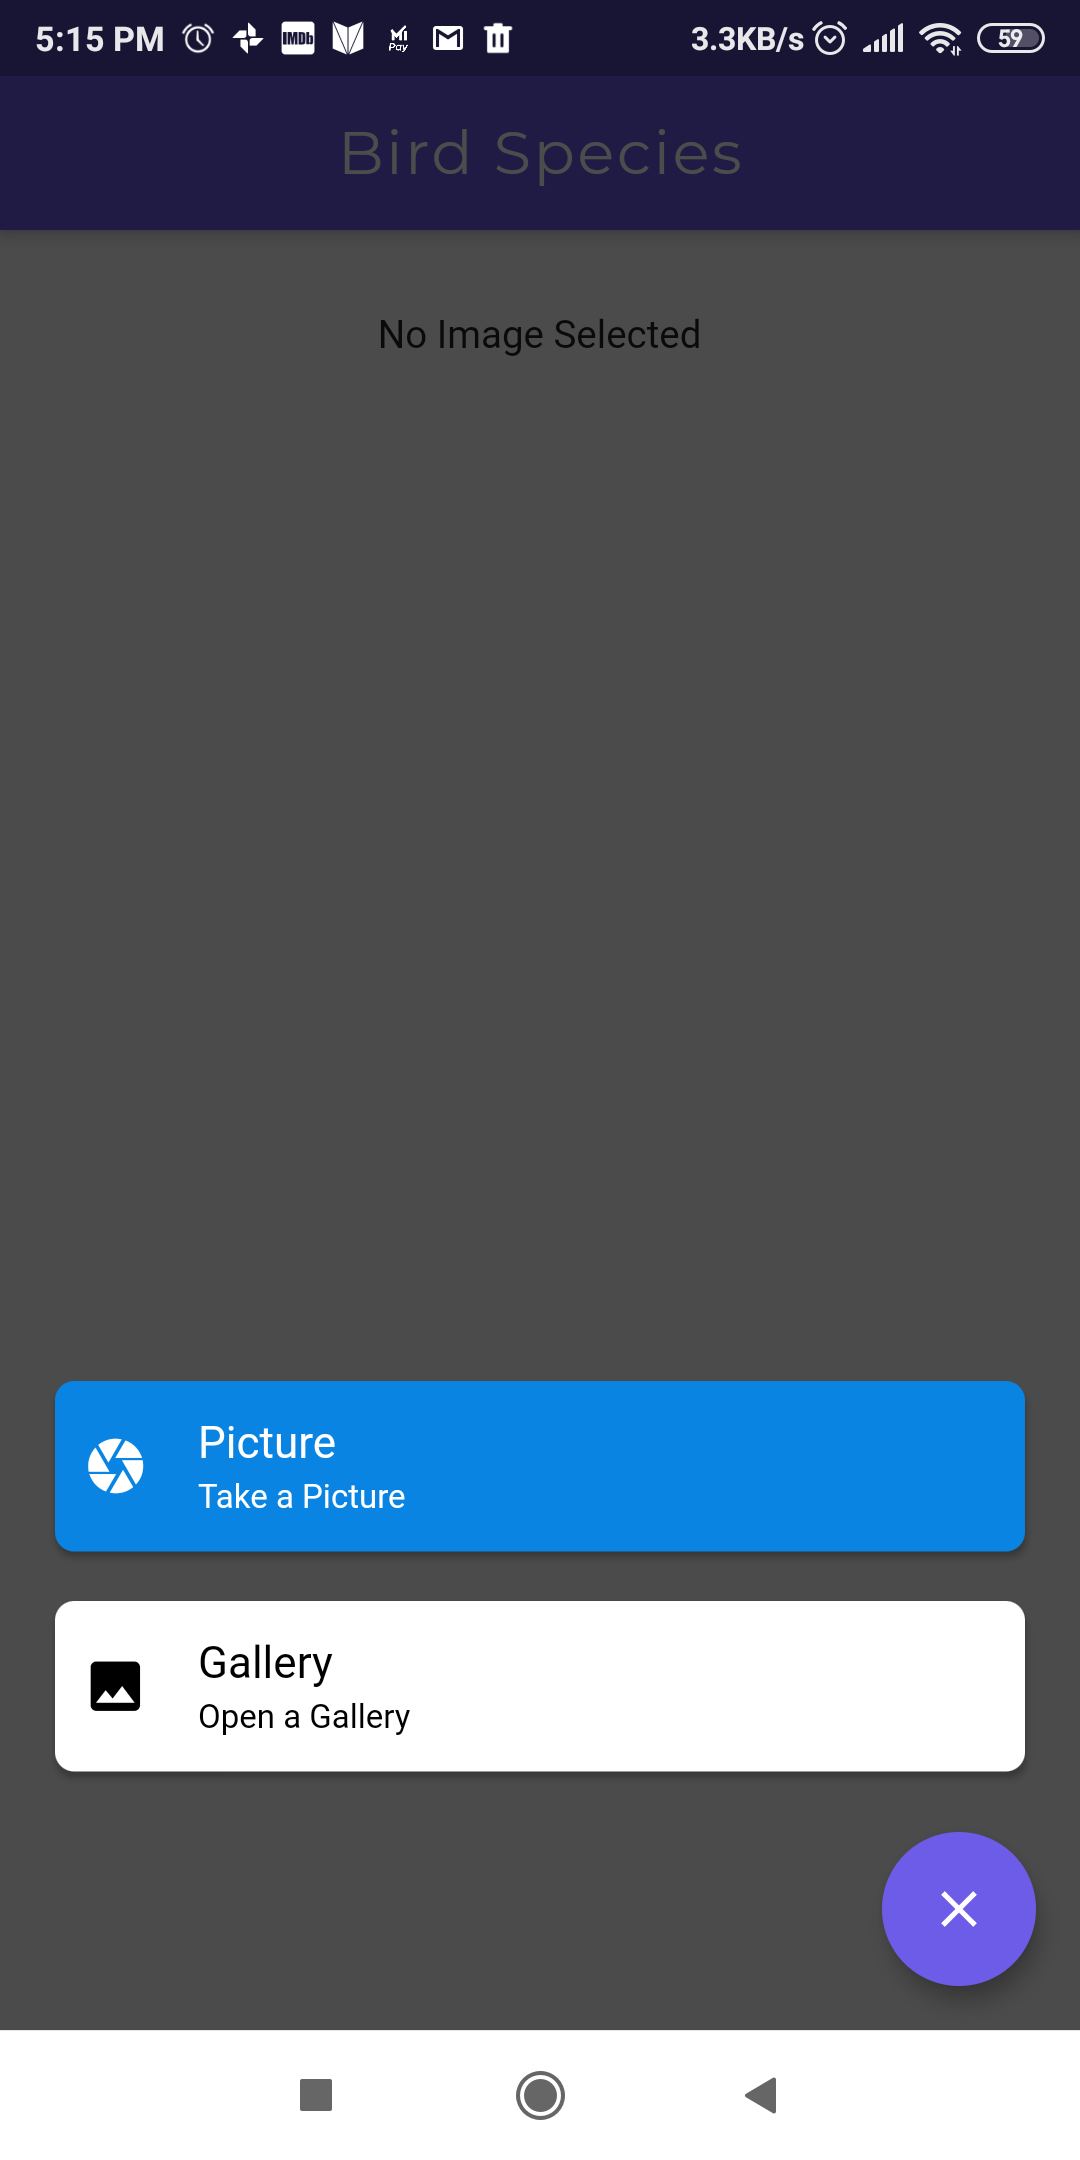 5:15 PM IMDb Mi Pay 3.3KB/s 59
Bird Species
No Image Selected
Picture
Take a Picture
Gallery
Open a Gallery